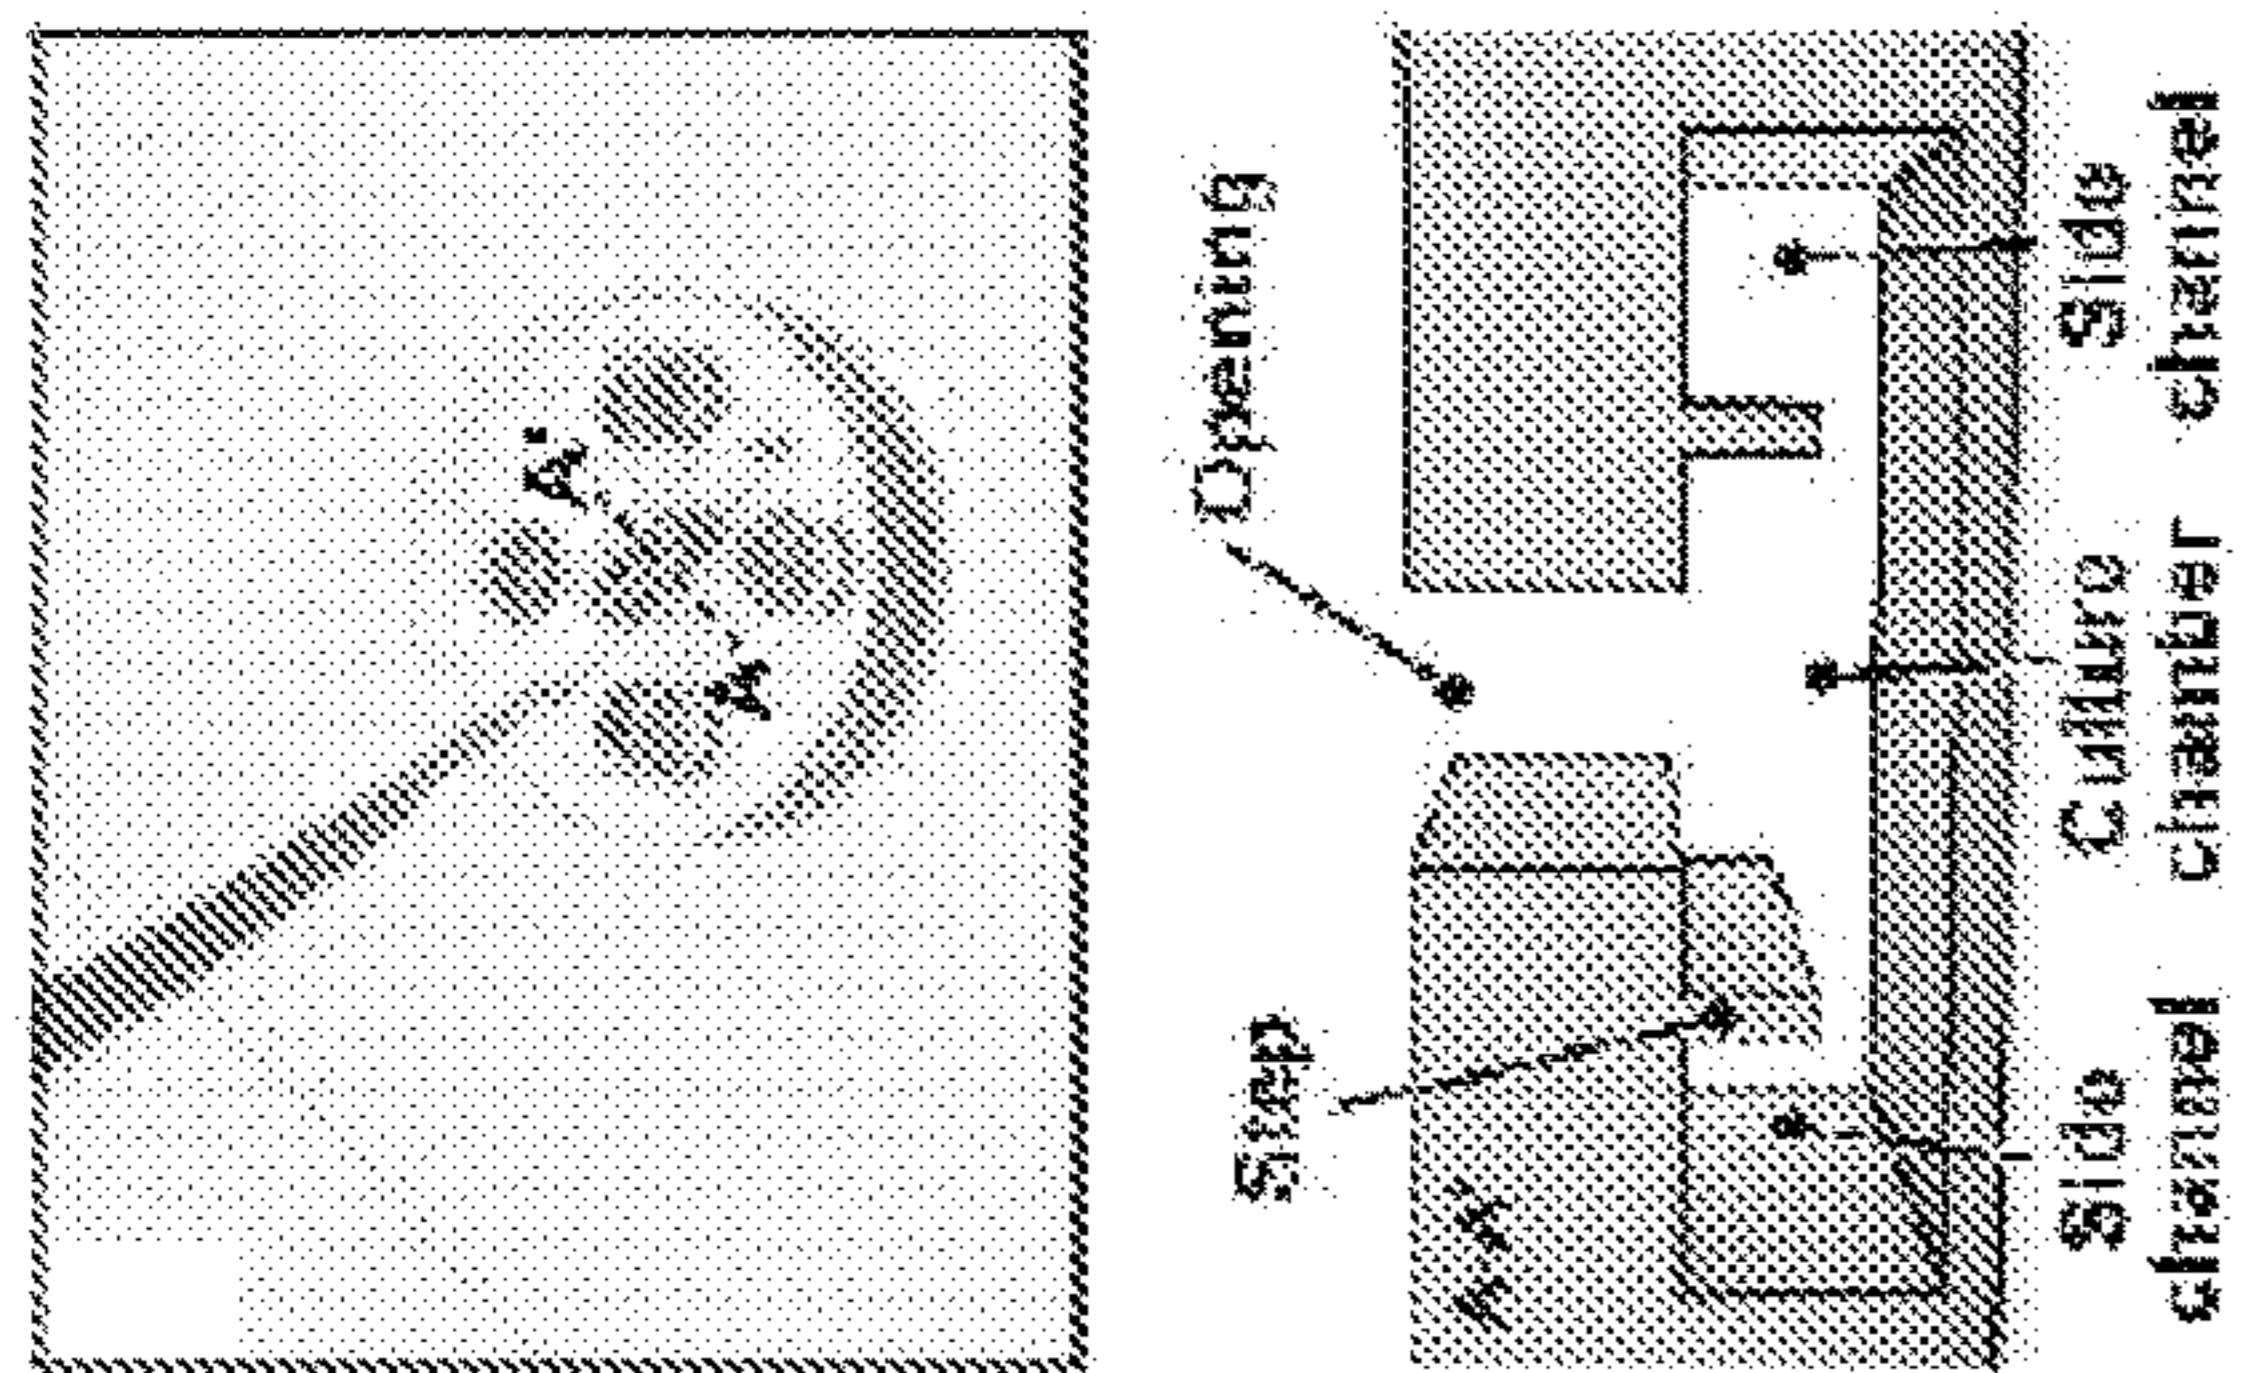 A'
A
Opening
Step
A-A'
Side
channel
Culture
chamber
Side
channel